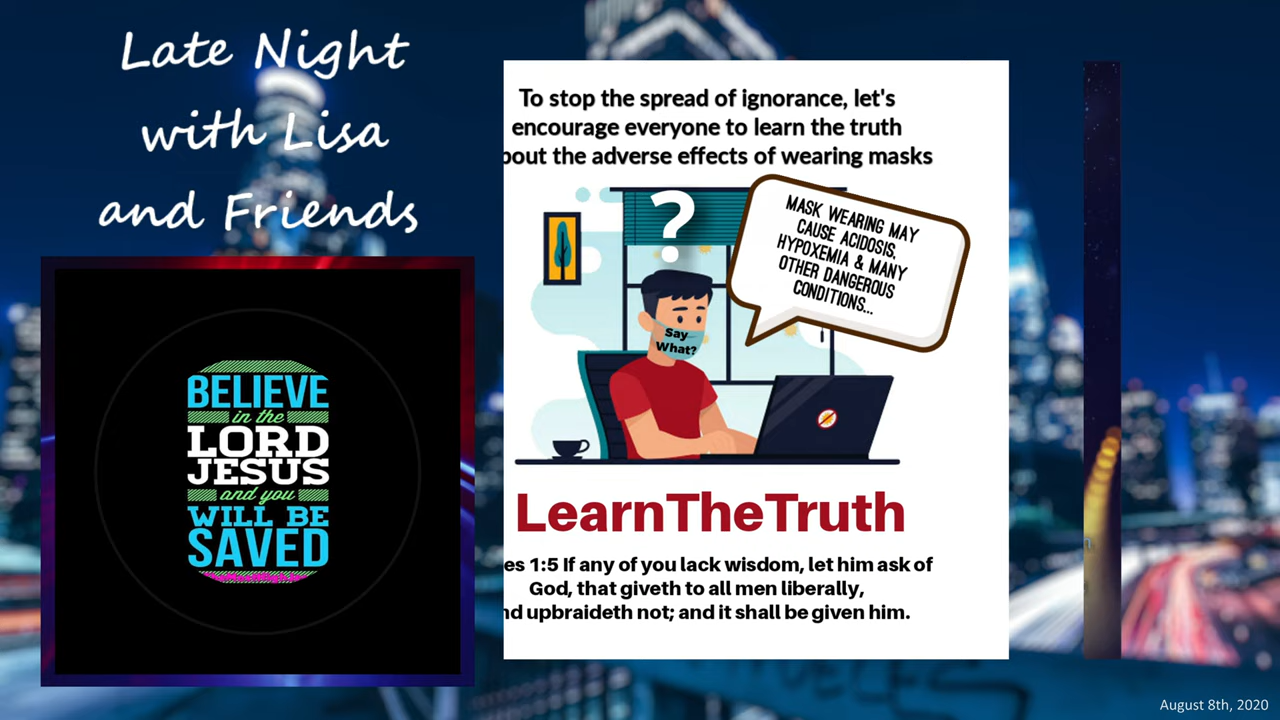 Late Night
with Lisa
and Friends
BELIEVE
in the
LORD
JESUS
and you
WILL BE
SAVED
To stop the spread of ignorance, let's
encourage everyone to learn the truth
bout the adverse effects of wearing masks
?
MASK WEARING MAY
CAUSE ACIDOSIS,
HYPOXEMIA & MANY
OTHER DANGEROUS
CONDITIONS...
Say
What?
LearnTheTruth
es 1:5 If any of you lack wisdom, let him ask of
God, that giveth to all men liberally,
nd upbraideth not; and it shall be given him.
August 8th, 2020